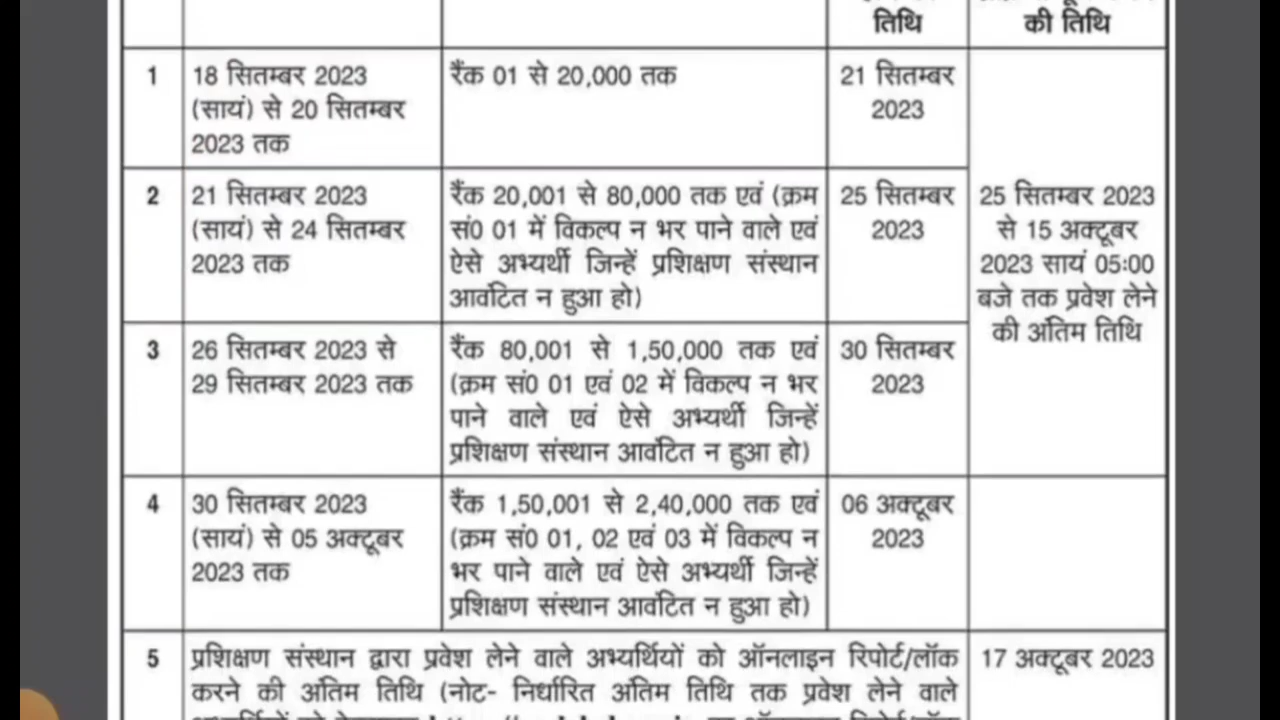 तिथि
की तिथि
1
18 सितम्बर 2023
(सायं) से 20 सितम्बर
2023 तक
रैंक 01 से 20,000 तक
21 सितम्बर
2023
2
21 सितम्बर 2023
(सायं) से 24 सितम्बर
2023 तक
रैंक 20,001 से 80,000 तक एवं (क्रम
सं0 01 में विकल्प न भर पाने वाले एवं
ऐसे अभ्यर्थी जिन्हें प्रशिक्षण संस्थान
आवंटित न हुआ हो)
25 सितम्बर
2023
25 सितम्बर 2023
से 15 अक्टूबर
2023 सायं 05:00
बजे तक प्रवेश लेने
की अंतिम तिथि
3
26 सितम्बर 2023 से
29 सितम्बर 2023 तक
रैंक 80,001 से 1,50,000 तक एवं
(क्रम सं0 01 एवं 02 में विकल्प न भर
पाने वाले एवं ऐसे अभ्यर्थी जिन्हें
प्रशिक्षण संस्थान आवंटित न हुआ हो)
30 सितम्बर
2023
4
30 सितम्बर 2023
(सायं) से 05 अक्टूबर
2023 तक
रैंक 1,50,001 से 2,40,000 तक एवं
(क्रम सं0 01, 02 एवं 03 में विकल्प न
भर पाने वाले एवं ऐसे अभ्यर्थी जिन्हें
प्रशिक्षण संस्थान आवंटित न हुआ हो)
06 अक्टूबर
2023
5
प्रशिक्षण संस्थान द्वारा प्रवेश लेने वाले अभ्यर्थियों को ऑनलाइन रिपोर्ट/लॉक
करने की अंतिम तिथि (नोट- निर्धारित अंतिम तिथि तक प्रवेश लेने वाले
17 अक्टूबर 2023